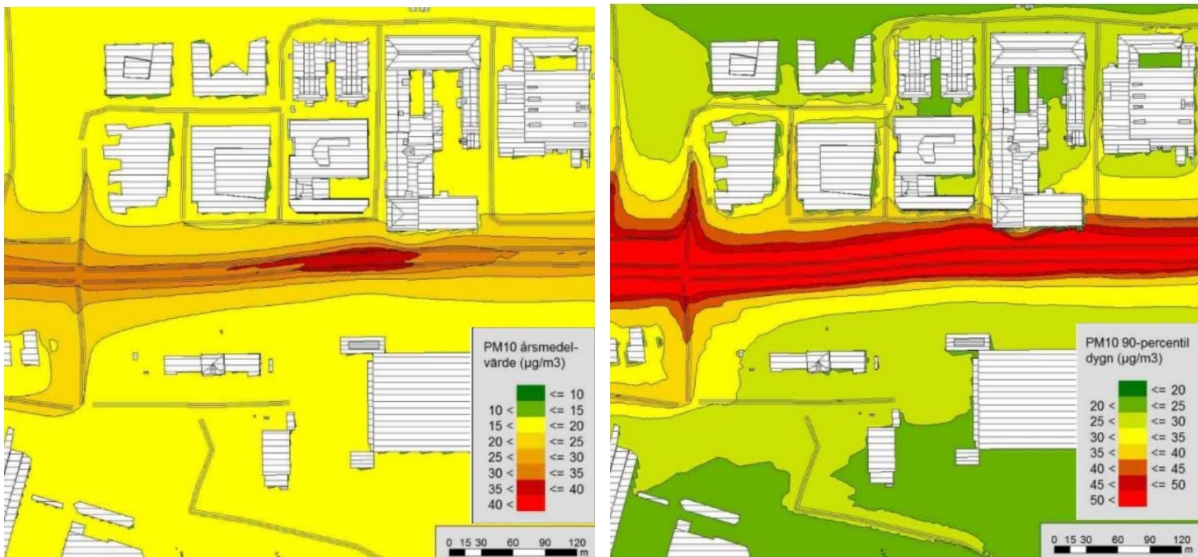 PM10 årsmedel-
värde (µg/m3)
<= 10
10 < <= 15
15 < <= 20
20 < <= 25
25 < <= 30
30 < <= 35
35 < <= 40
40 <
0 15 30 60 90 120
m
PM10 90-percentil
dygn (µg/m3)
<= 20
20 < <= 25
25 < <= 30
30 < <= 35
35 < <= 40
40 < <= 45
45 < <= 50
50 <
0 15 30 60 90 120
m